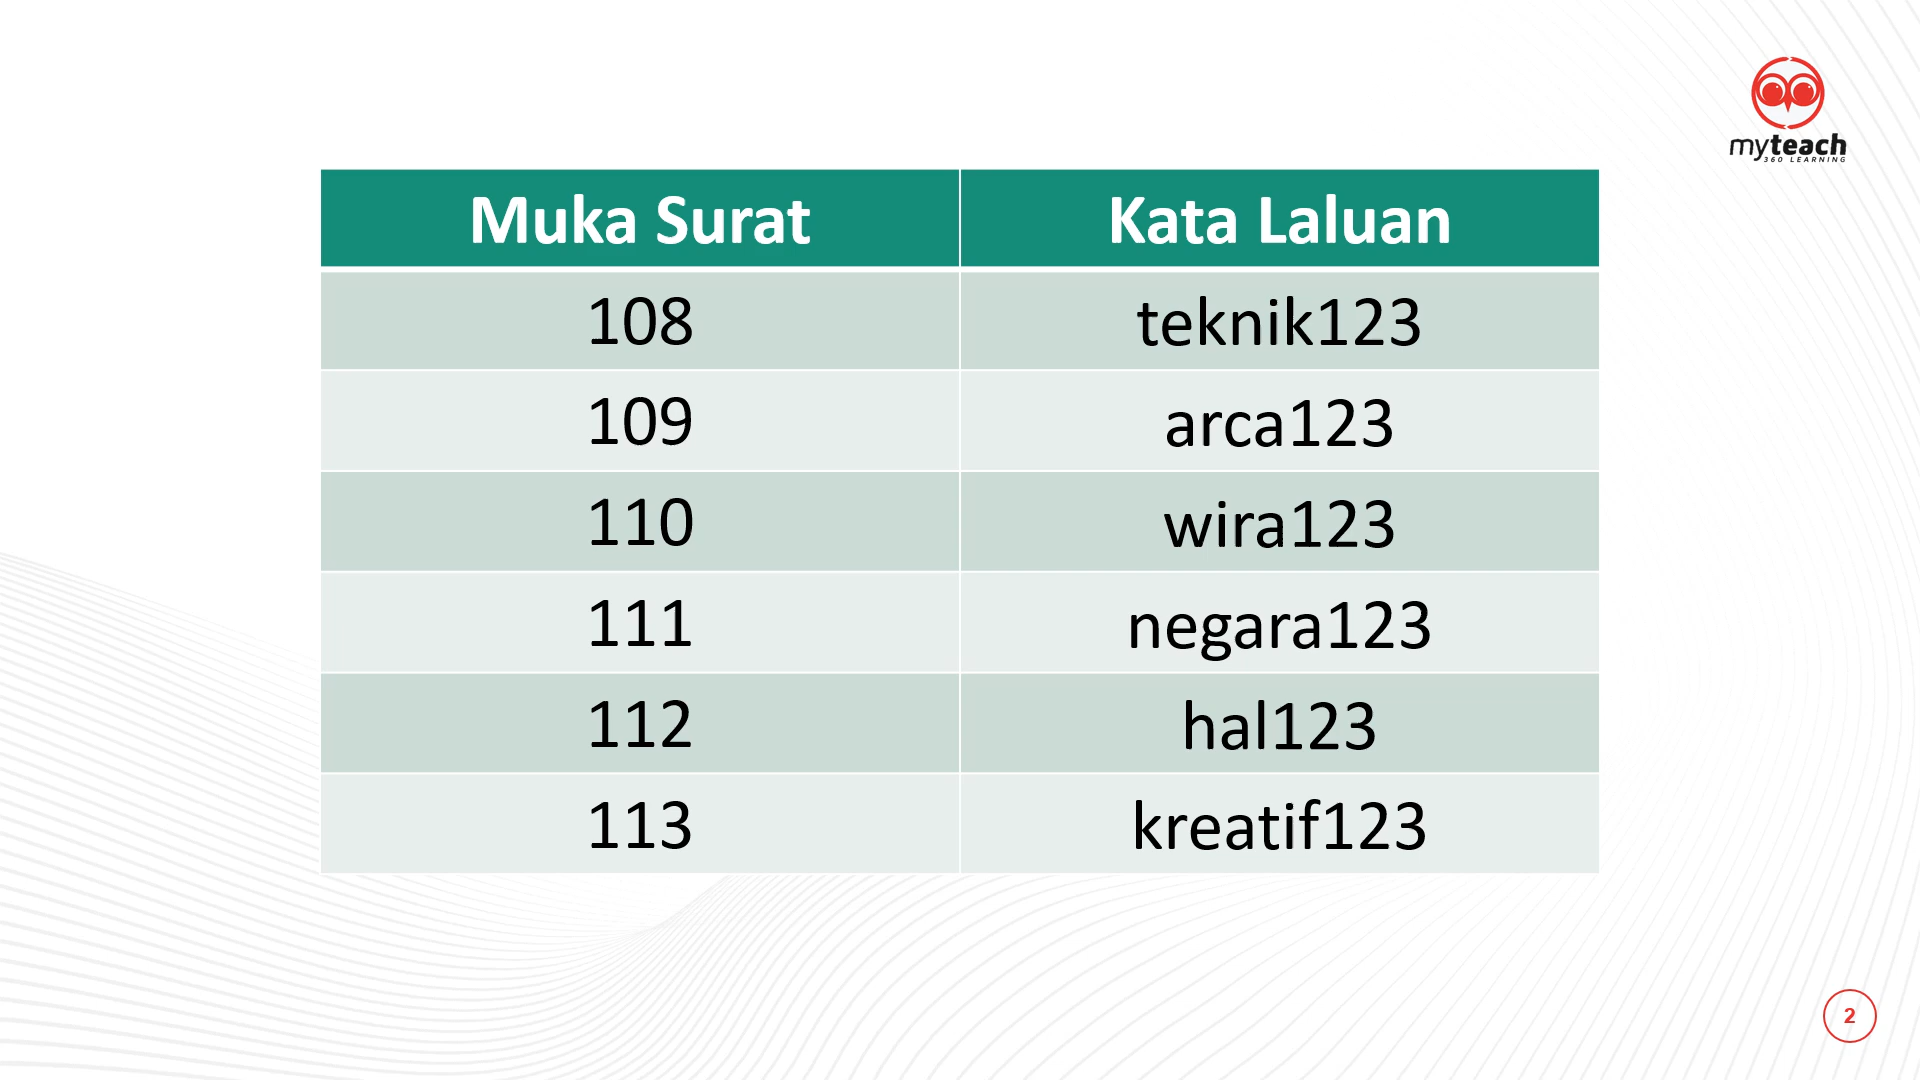 myteach
360 LEARNING
Muka Surat Kata Laluan
108 teknik123
109 arca123
110 wira123
111 negara123
112 hal123
113 kreatif123
2